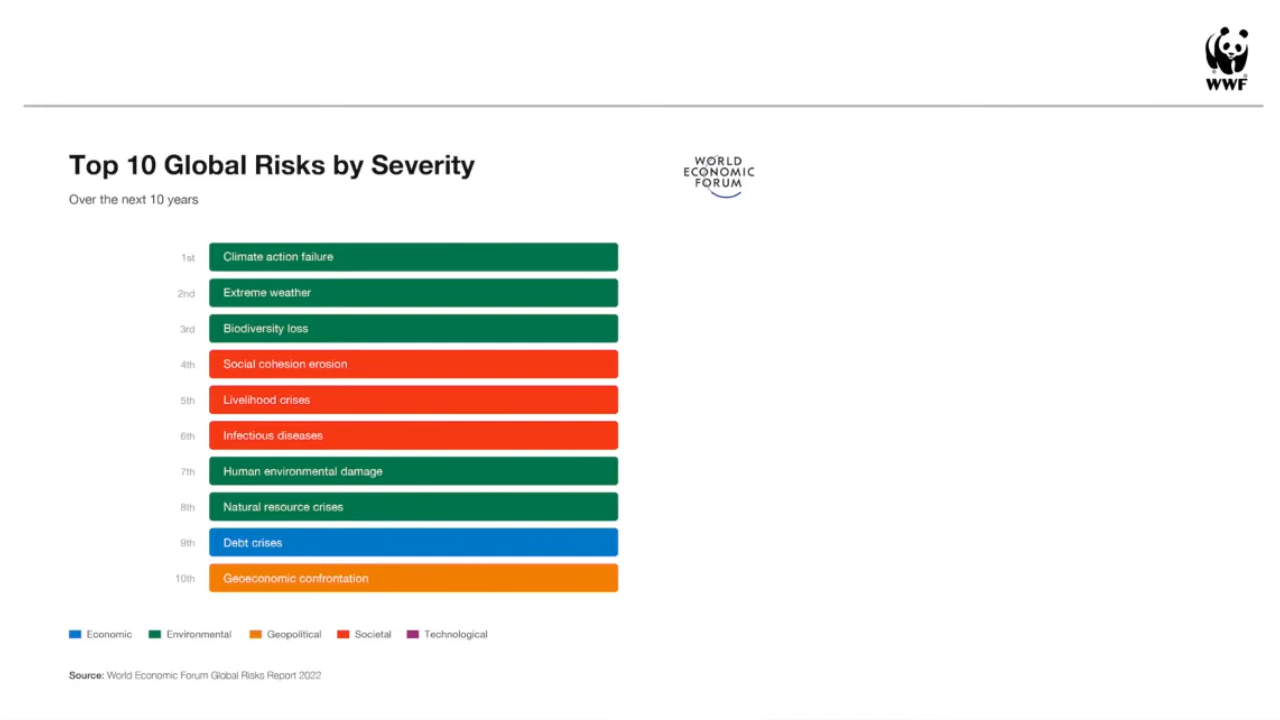 WWF
Top 10 Global Risks by Severity
WORLD
ECONOMIC
FORUM
Over the next 10 years
1st Climate action failure
2nd Extreme weather
3rd Biodiversity loss
4th Social cohesion erosion
5th Livelihood crises
6th Infectious diseases
7th Human environmental damage
8th Natural resource crises
9th Debt crises
10th Geoeconomic confrontation
Economic Environmental Geopolitical Societal Technological
Source: World Economic Forum Global Risks Report 2022